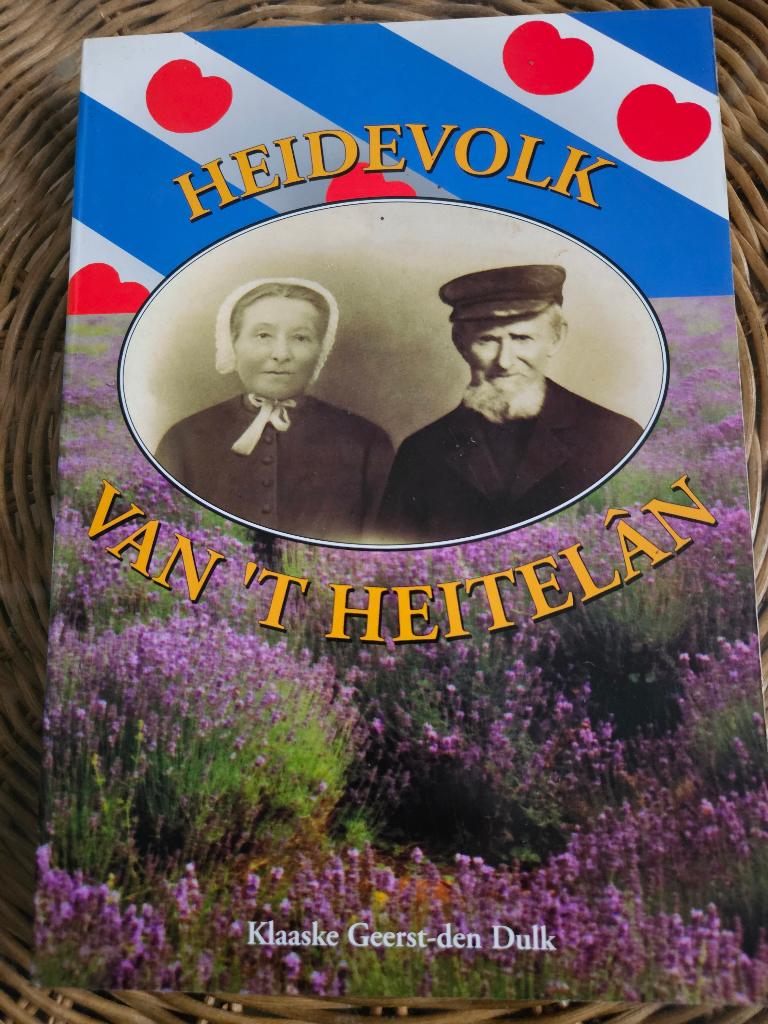 HEIDEVOLK
VAN 'T HEITELÂN
Klaaske Geerst-den Dulk